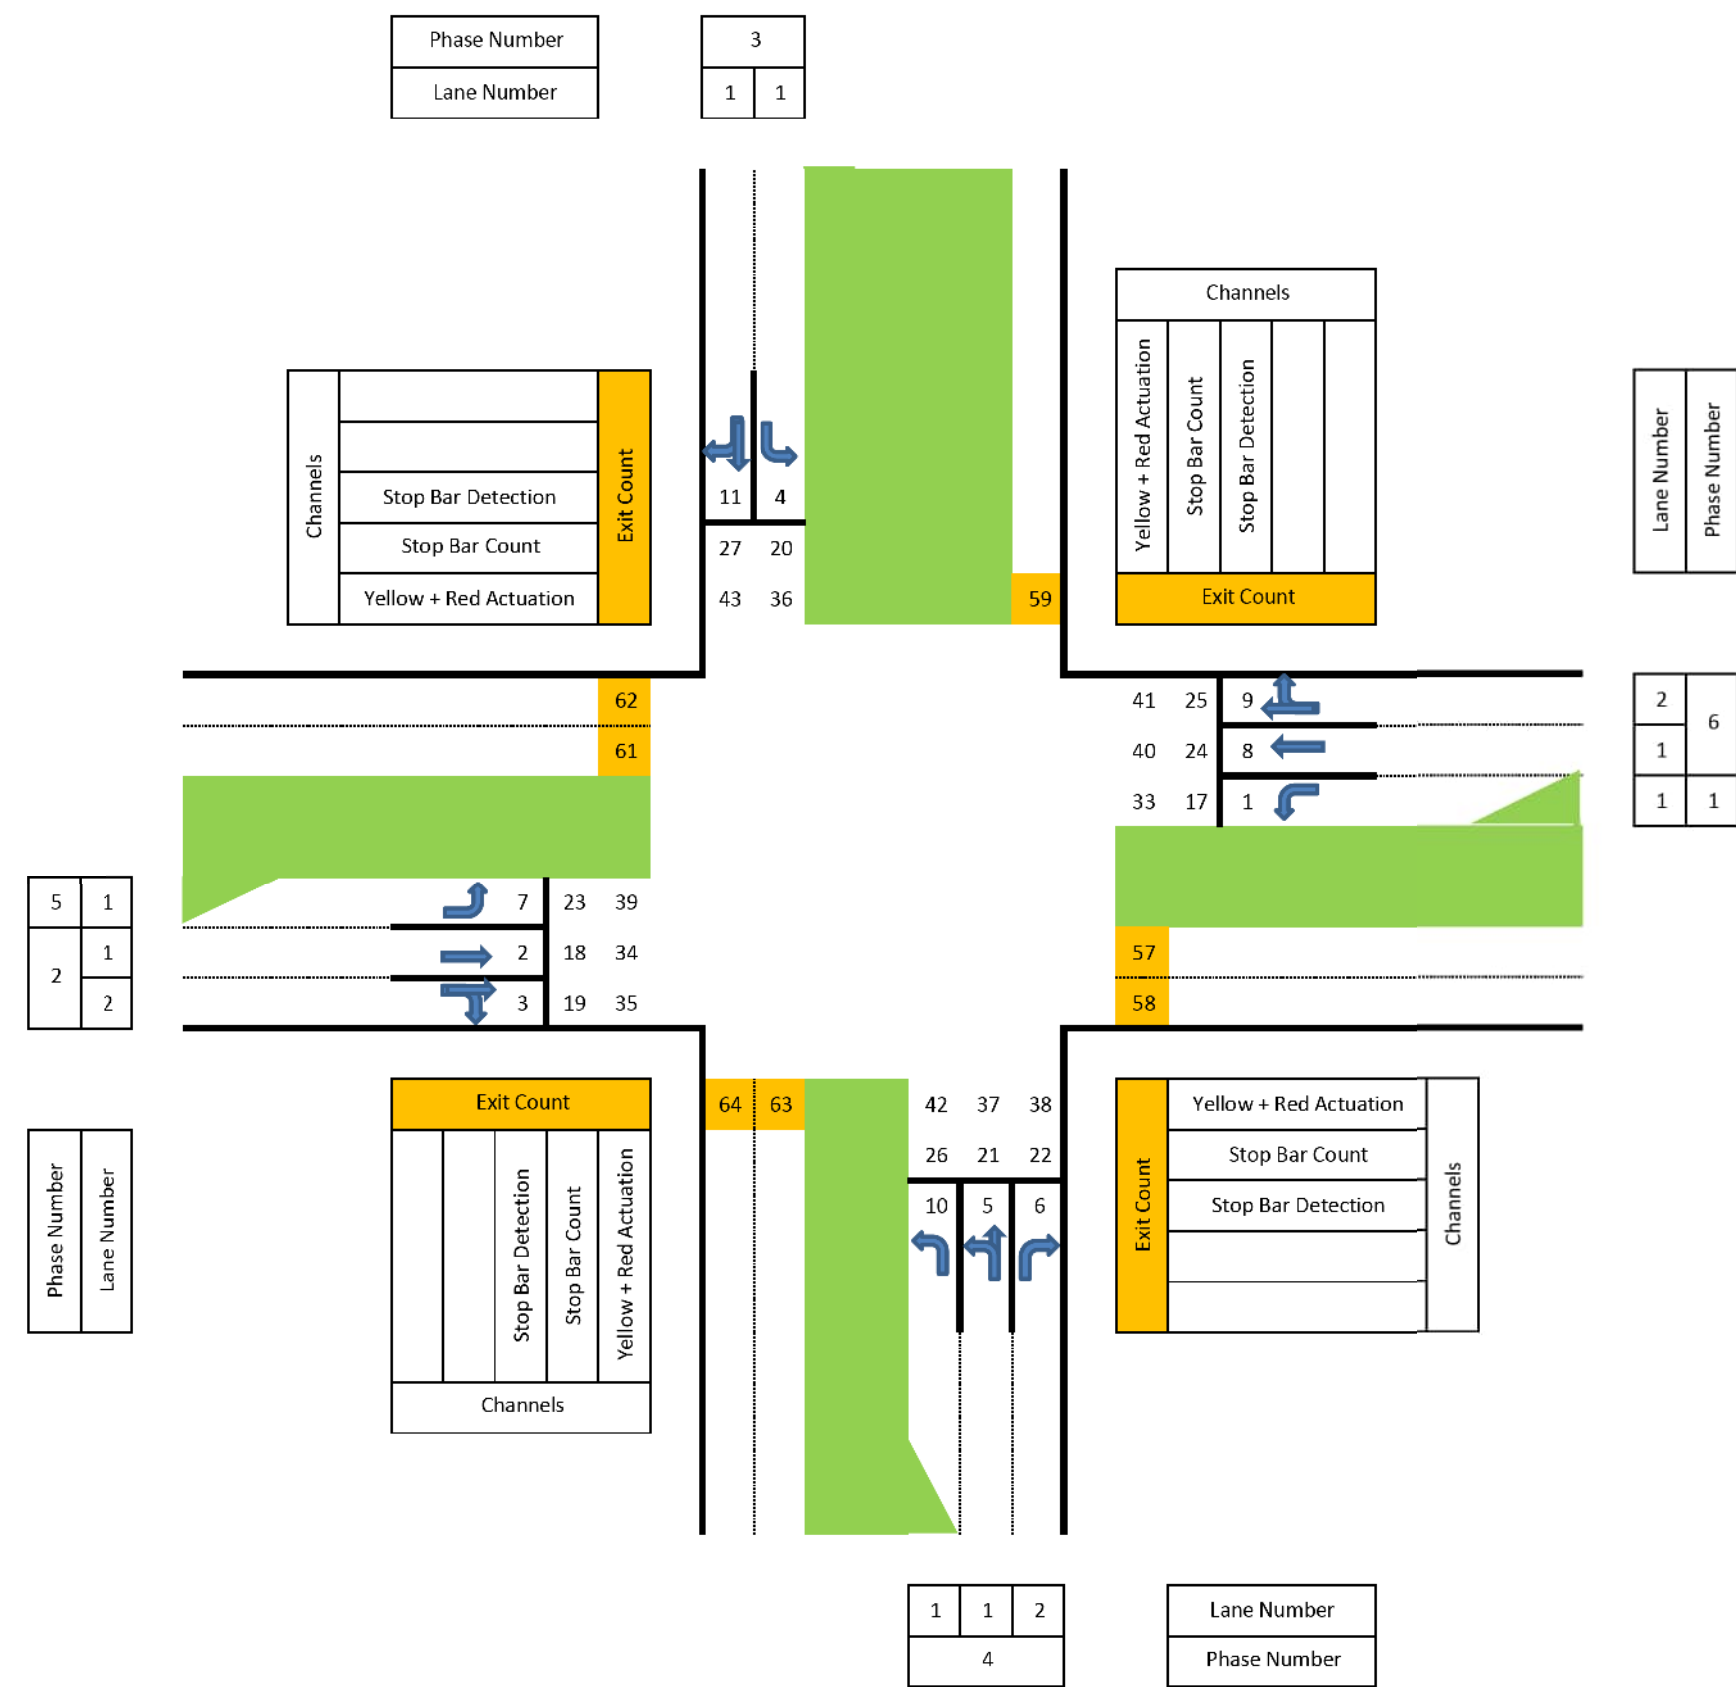 Phase Number
3
Lane Number
1 1
Channels
Yellow + Red Actuation
Stop Bar Count
Stop Bar Detection
Exit Count
Lane Number
Phase Number
Channels
Stop Bar Detection
Stop Bar Count
Yellow + Red Actuation
Exit Count
11 4
27 20
43 36
59
62
61
41 25 9
40 24 8
33 17 1
2
6
1
1 1
5 1
1
2
2
7 23 39
2 18 34
3 19 35
57
58
Exit Count
Stop Bar Detection
Stop Bar Count
Yellow + Red Actuation
Channels
Phase Number
Lane Number
64 63
42 37 38
26 21 22
10 5 6
Exit Count
Yellow + Red Actuation
Stop Bar Count
Stop Bar Detection
Channels
1 1 2
4
Lane Number
Phase Number